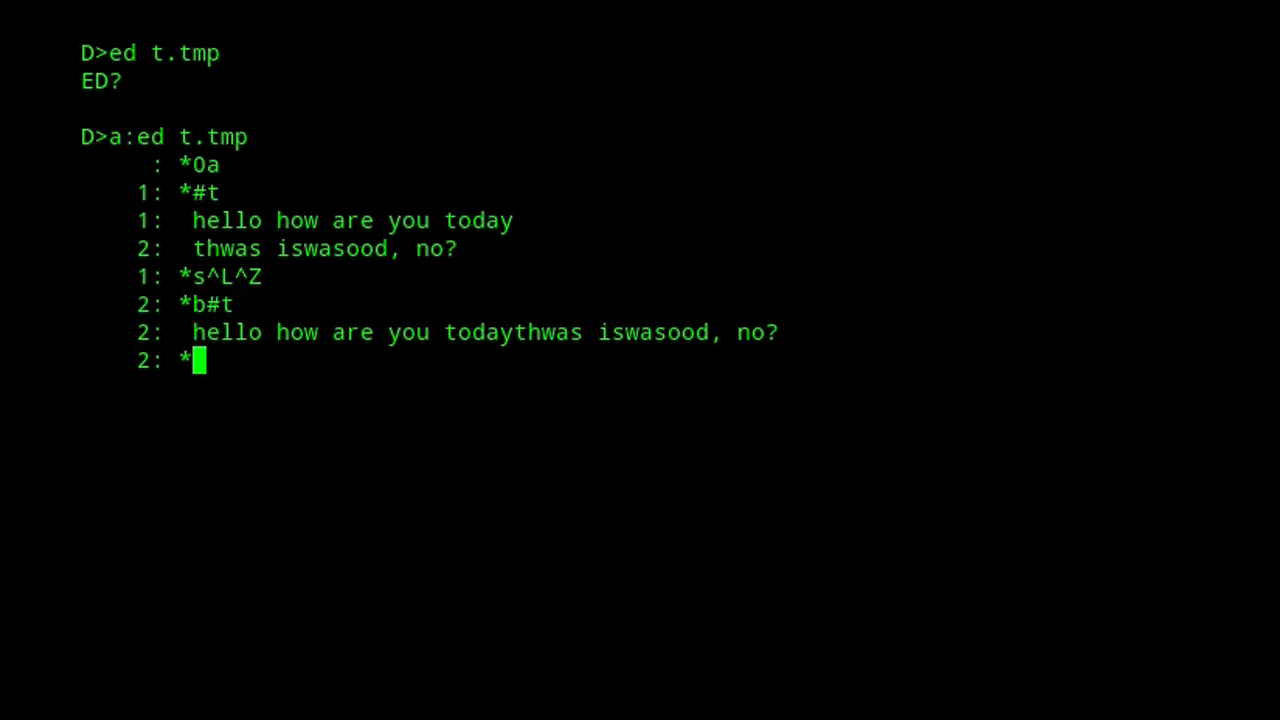 D>ed t.tmp
ED?
D>a:ed t.tmp
: *0a
1: *#t
1: hello how are you today
2: thwas iswasood, no?
1: *s^L^Z
2: *b#t
2: hello how are you todaythwas iswasood, no?
2: *